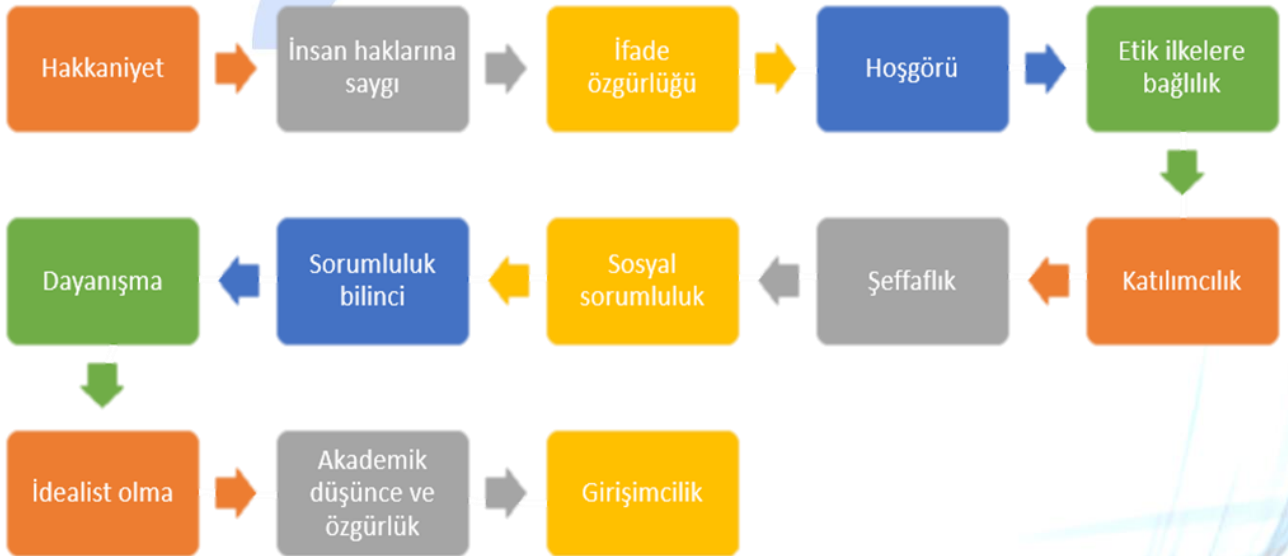 Hakkaniyet
İnsan haklarına
saygı
İfade
özgürlüğü
Hoşgörü
Etik ilkelere
bağlılık
Katılımcılık
Şeffaflık
Sosyal
sorumluluk
Sorumluluk
bilinci
Dayanışma
İdealist olma
Akademik
düşünce ve
özgürlük
Girişimcilik